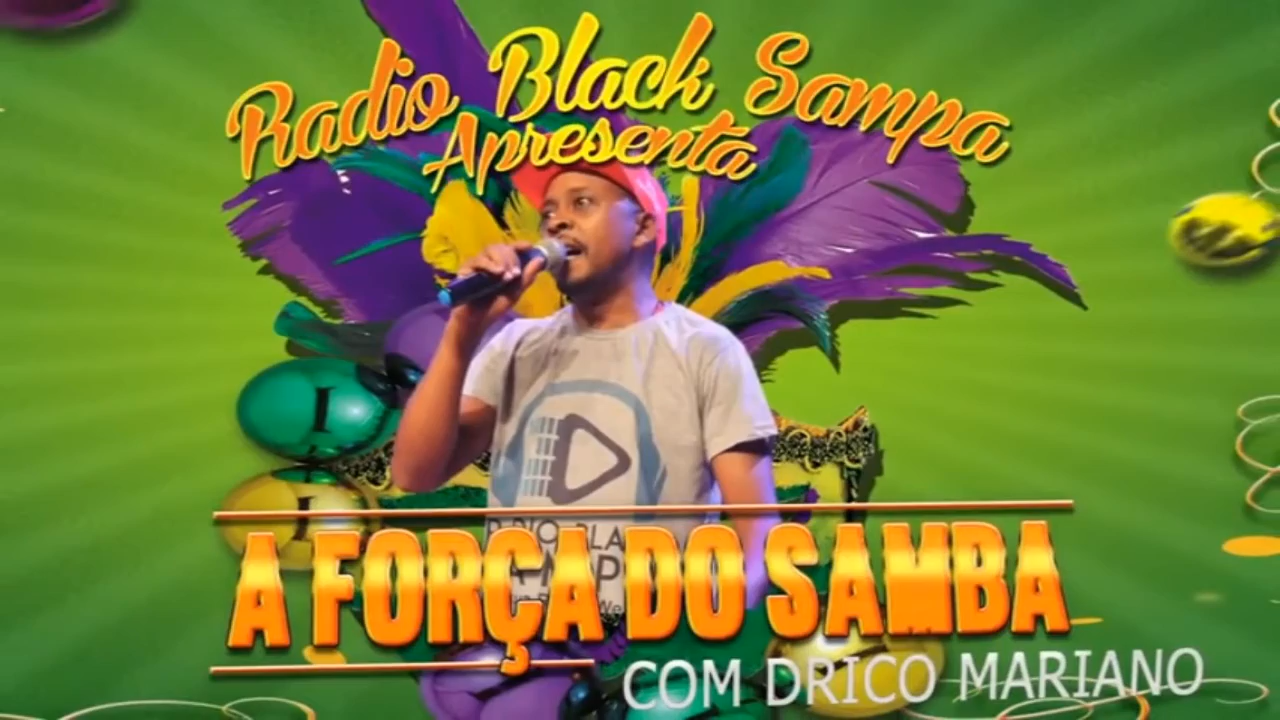 Radio Black Sampa
Apresenta
A FORÇA DO SAMBA
COM DRICO MARIANO